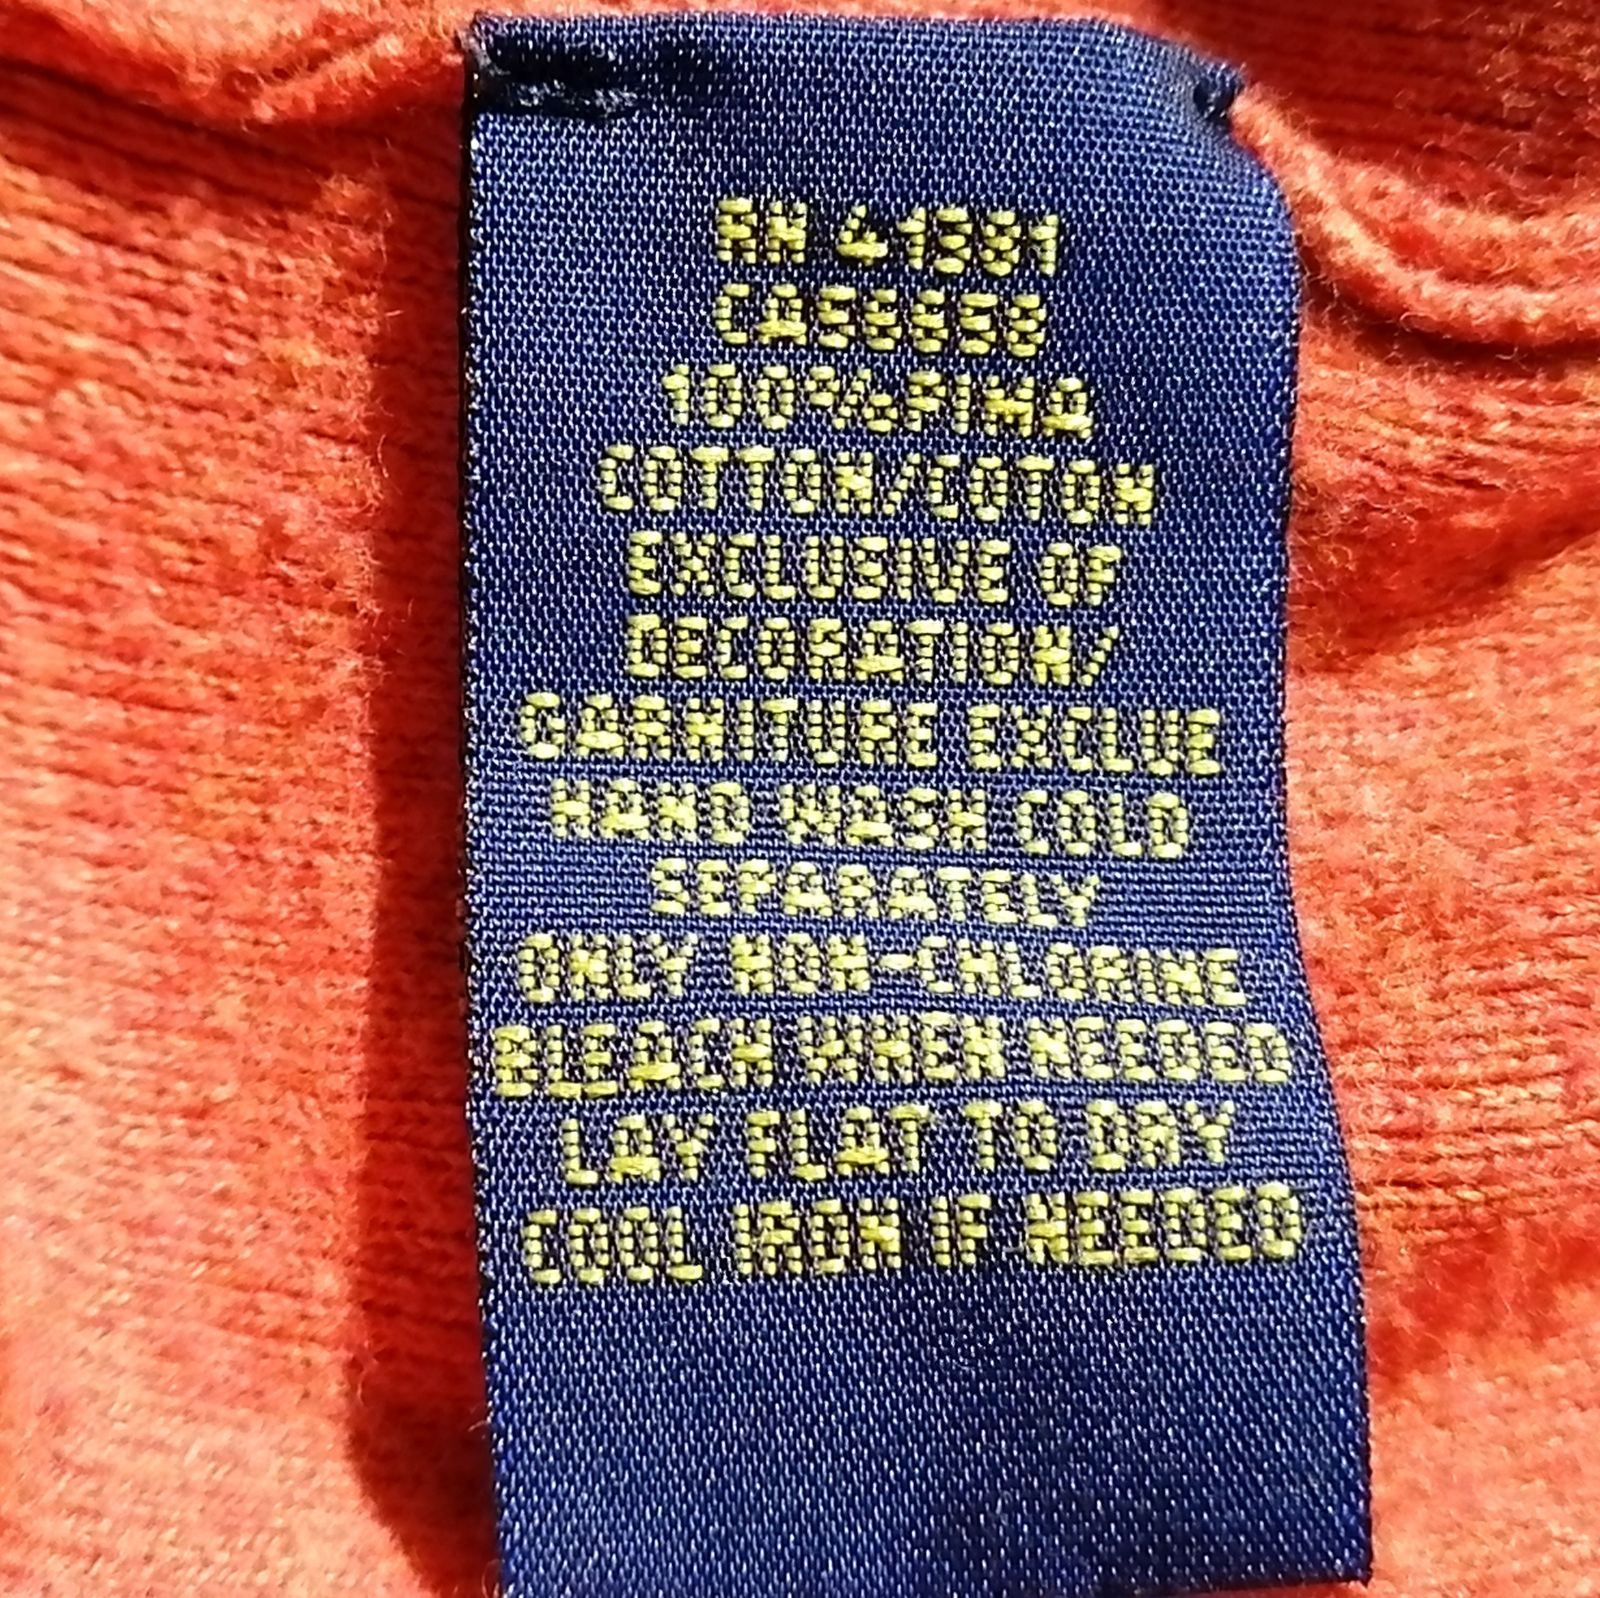 RN 41381
CA56658
100%PIMA
COTTON/COTON
EXCLUSIVE OF
DECORATION/
GARNITURE EXCLUE
HAND WASH COLD
SEPARATELY
ONLY NON-CHLORINE
BLEACH WHEN NEEDED
LAY FLAT TO DRY
COOL IRON IF NEEDED